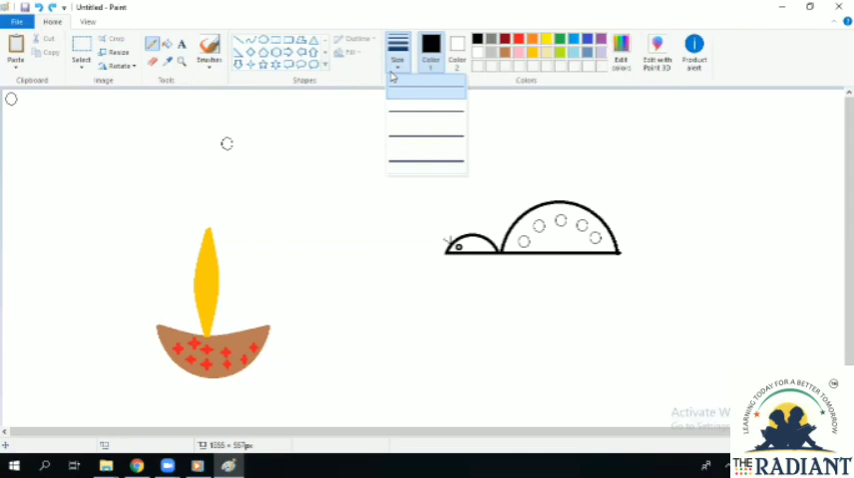 Untitled - Paint
File
Home
View
Paste
Cut
Copy
Clipboard
Select
Crop
Resize
Rotate
Image
A
Tools
Brushes
Shapes
Outline
Fill
Size
Color
1
Color
2
Colors
Edit
colors
Edit with
Paint 3D
Product
alert
Activate W
LEARNING TODAY FOR A BETTER TOMORROW
THE RADIANT